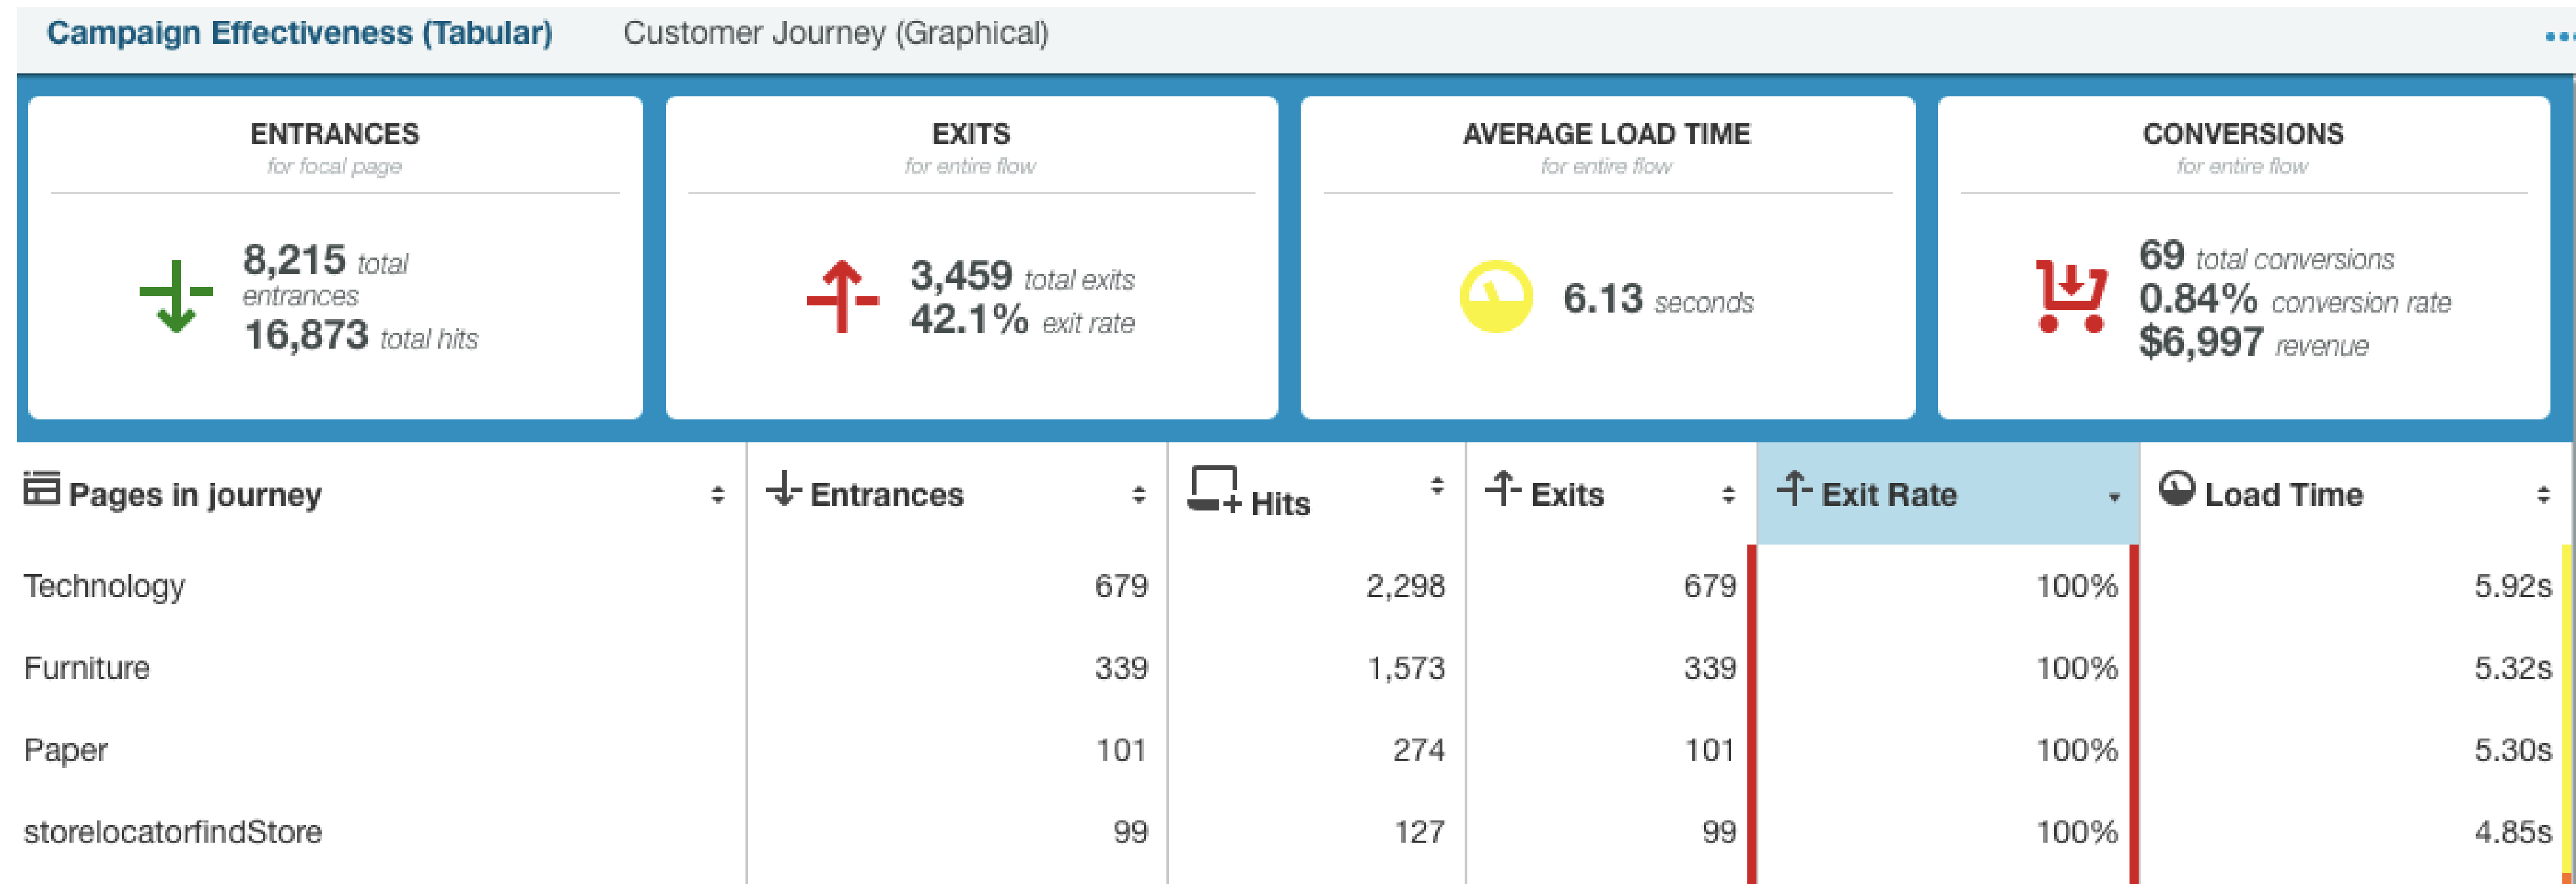 Campaign Effectiveness (Tabular) Customer Journey (Graphical)
ENTRANCES
for focal page
8,215 total
entrances
16,873 total hits
EXITS
for entire flow
3,459 total exits
42.1% exit rate
AVERAGE LOAD TIME
for entire flow
6.13 seconds
CONVERSIONS
for entire flow
69 total conversions
0.84% conversion rate
$6,997 revenue
Pages in journey Entrances Hits Exits Exit Rate Load Time
Technology 679 2,298 679 100% 5.92s
Furniture 339 1,573 339 100% 5.32s
Paper 101 274 101 100% 5.30s
storelocatorfindStore 99 127 99 100% 4.85s